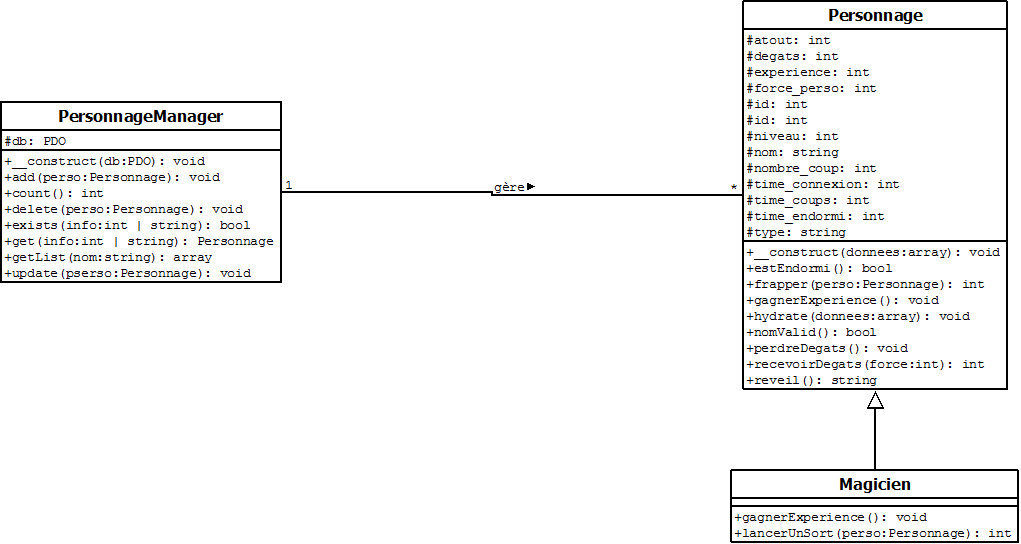 Personnage
#atout: int
#degats: int
#experience: int
#force_perso: int
#id: int
#id: int
#niveau: int
#nom: string
#nombre_coup: int
#time_connexion: int
#time_coups: int
#time_endormi: int
#type: string
+__construct(donnees:array): void
+estEndormi(): bool
+frapper(perso:Personnage): int
+gagnerExperience(): void
+hydrate(donnees:array): void
+nomValid(): bool
+perdreDegats(): void
+recevoirDegats(force:int): int
+reveil(): string
PersonnageManager
#db: PDO
+__construct(db:PDO): void
+add(perso:Personnage): void
+count(): int
+delete(perso:Personnage): void
+exists(info:int | string): bool
+get(info:int | string): Personnage
+getList(nom:string): array
+update(pserso:Personnage): void
1
gère
*
Magicien
+gagnerExperience(): void
+lancerUnSort(perso:Personnage): int